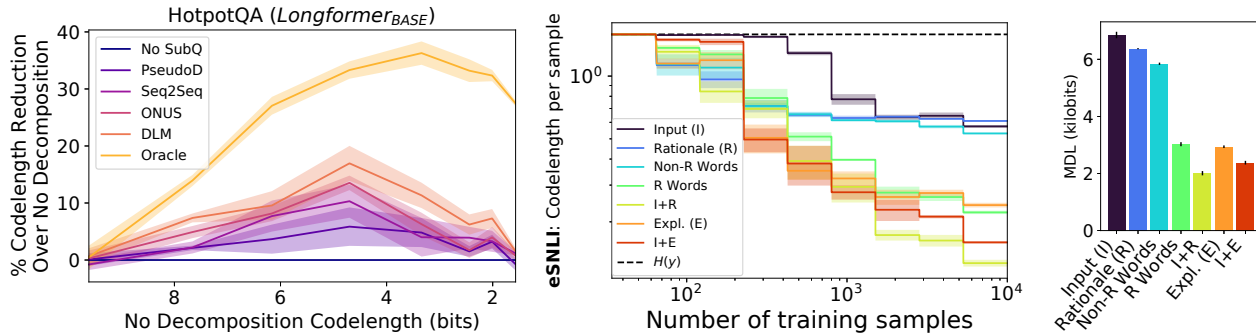 HotpotQA (Longformer_BASE)
% Codelength Reduction
Over No Decomposition
40
30
20
10
0
No SubQ
PseudoD
Seq2Seq
ONUS
DLM
Oracle
8
6
4
2
No Decomposition Codelength (bits)
eSNLI: Codelength per sample
10⁰
Input (I)
Rationale (R)
Non-R Words
R Words
I+R
Expl. (E)
I+E
H(y)
10²
10³
10⁴
Number of training samples
MDL (kilobits)
6
4
2
0
Input (I)
Rationale (R)
Non-R Words
R Words
I+R
Expl. (E)
I+E